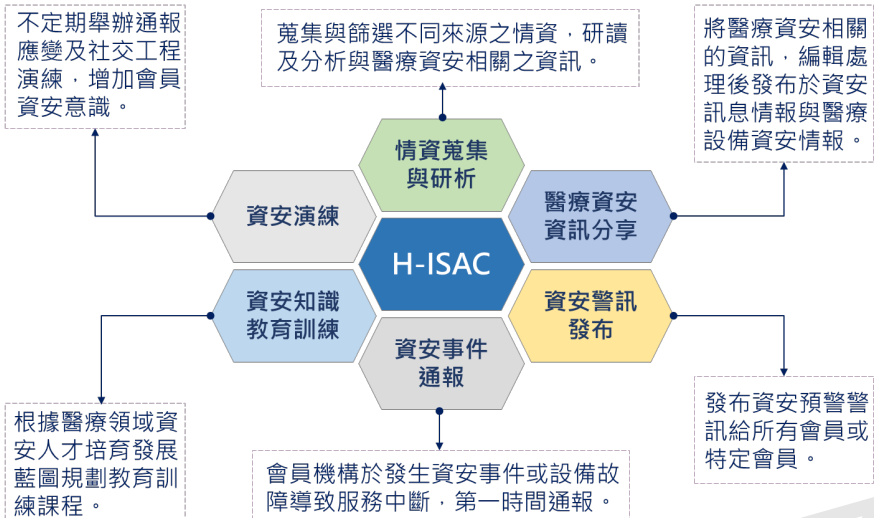 不定期舉辦通報
應變及社交工程
演練，增加會員
資安意識。
蒐集與篩選不同來源之情資，研讀
及分析與醫療資安相關之資訊。
將醫療資安相關
的資訊，編輯處
理後發布於資安
訊息情報與醫療
設備資安情報。
情資蒐集
與研析
資安演練
醫療資安
資訊分享
H-ISAC
資安知識
教育訓練
資安警訊
發布
資安事件
通報
根據醫療領域資
安人才培育發展
藍圖規劃教育訓
練課程。
會員機構於發生資安事件或設備故
障導致服務中斷，第一時間通報。
發布資安預警警
訊給所有會員或
特定會員。